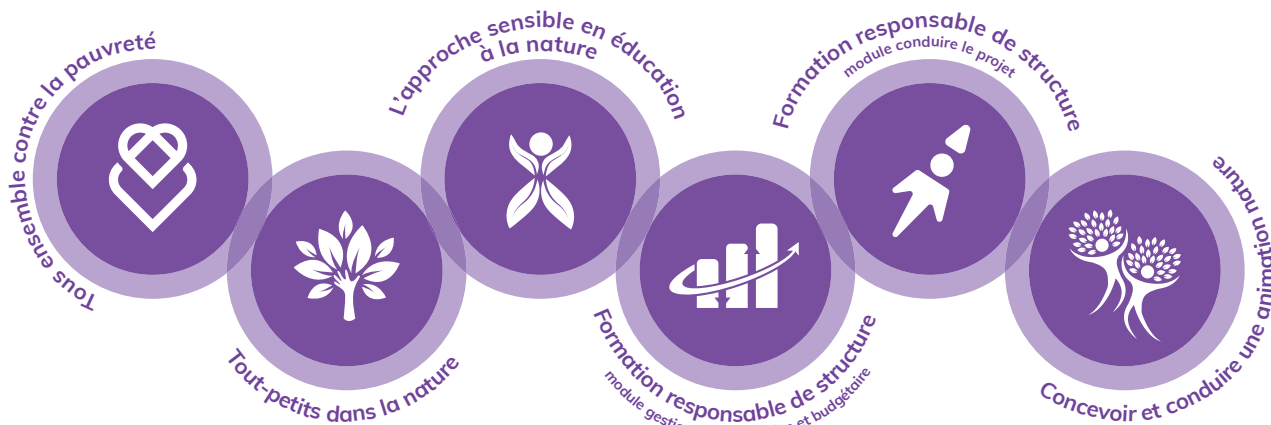 Tous ensemble contre la pauvreté
Tout-petits dans la nature
L'approche sensible en éducation
à la nature
Formation responsable de structure
module gestion et budgétaire
Formation responsable de structure
module conduire le projet
Concevoir et conduire une animation nature